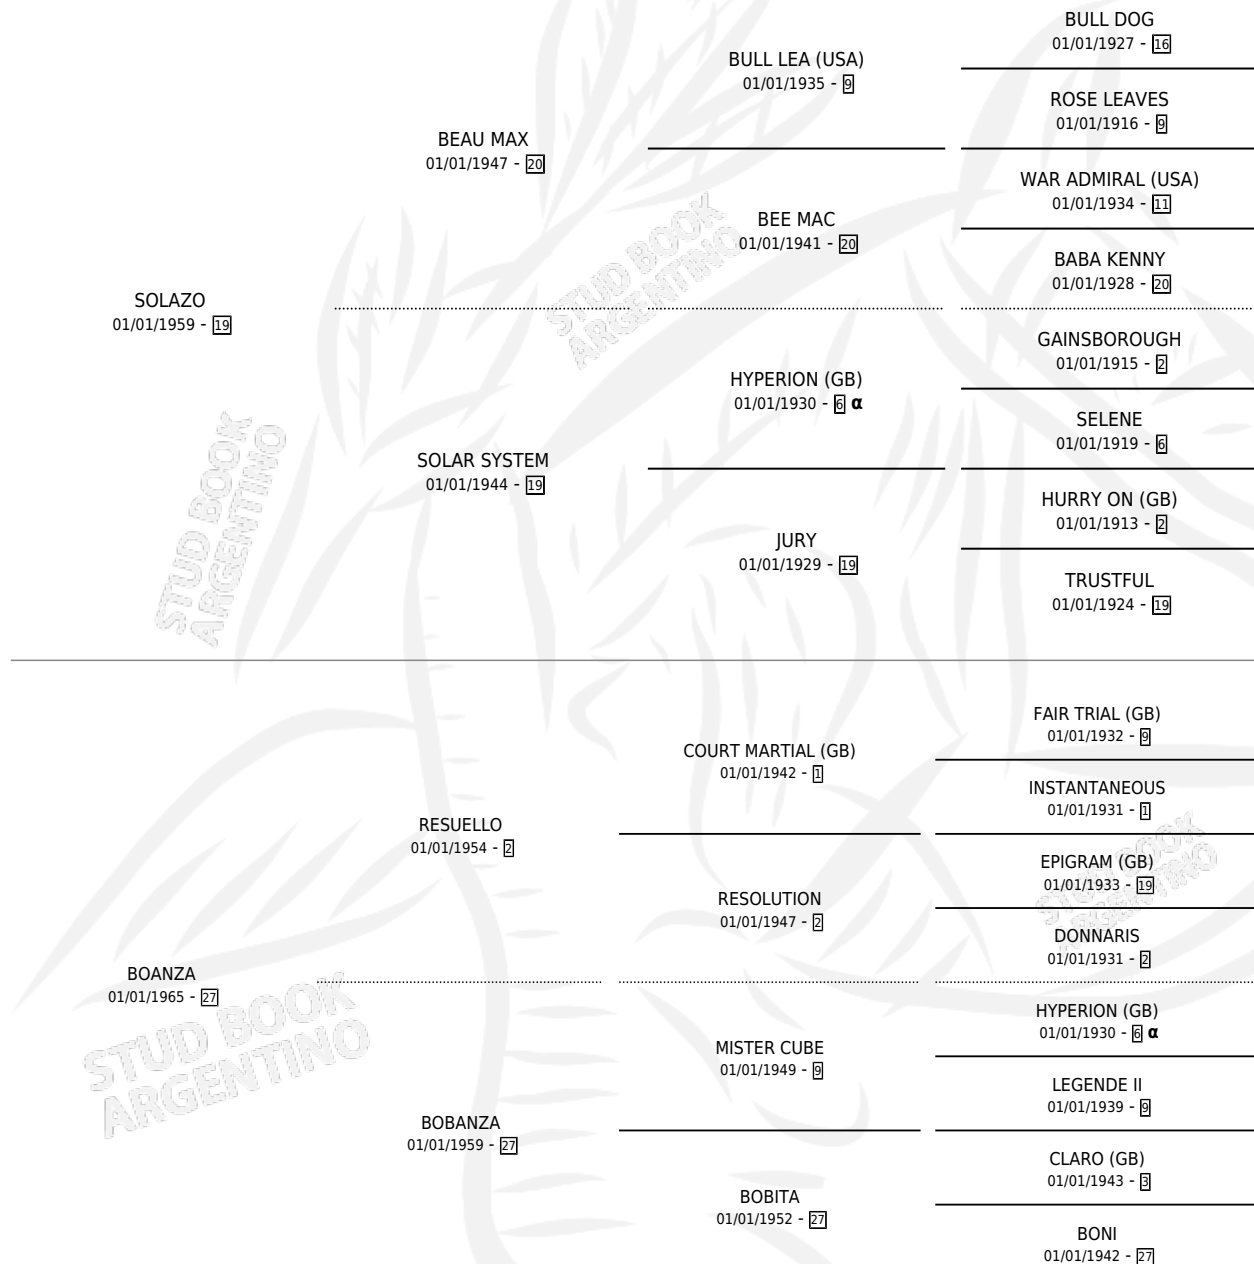 BULL DOG
01/01/1927 - 16
BULL LEA (USA)
01/01/1935 - 9
ROSE LEAVES
01/01/1916 - 9
BEAU MAX
01/01/1947 - 20
WAR ADMIRAL (USA)
01/01/1934 - 11
BEE MAC
01/01/1941 - 20
BABA KENNY
01/01/1928 - 20
STUD BOOK
ARGENTINO
SOLAZO
01/01/1959 - 19
GAINSBOROUGH
01/01/1915 - 2
HYPERION (GB)
01/01/1930 - 6 α
SELENE
01/01/1919 - 6
SOLAR SYSTEM
01/01/1944 - 19
HURRY ON (GB)
01/01/1913 - 2
JURY
01/01/1929 - 19
TRUSTFUL
01/01/1924 - 19
STUD BOOK
ARGENTINO
FAIR TRIAL (GB)
01/01/1932 - 9
COURT MARTIAL (GB)
01/01/1942 - 1
INSTANTANEOUS
01/01/1931 - 1
RESUELLO
01/01/1954 - 2
EPIGRAM (GB)
01/01/1933 - 19
RESOLUTION
01/01/1947 - 2
DONNARIS
01/01/1931 - 2
STUD BOOK
ARGENTINO
BOANZA
01/01/1965 - 27
HYPERION (GB)
01/01/1930 - 6 α
MISTER CUBE
01/01/1949 - 9
LEGENDE II
01/01/1939 - 9
BOBANZA
01/01/1959 - 27
CLARO (GB)
01/01/1943 - 3
BOBITA
01/01/1952 - 27
BONI
01/01/1942 - 27
STUD BOOK
ARGENTINO